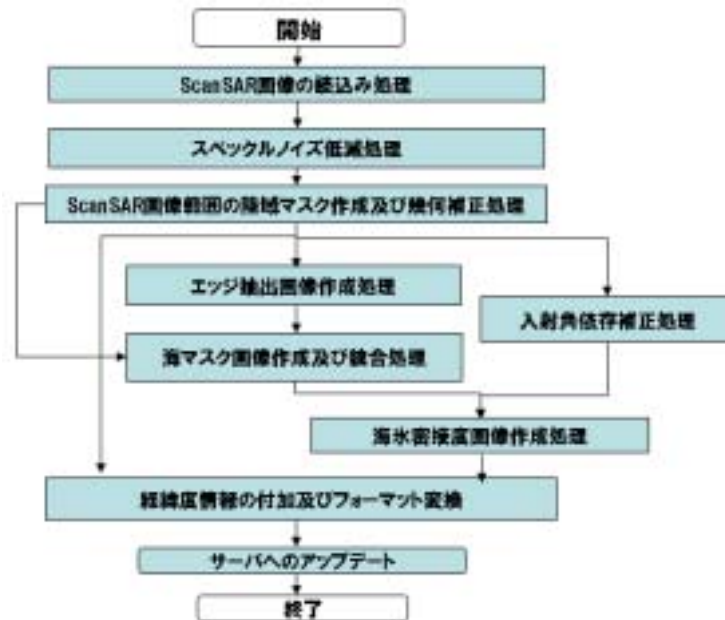 開始
ScanSAR画像の読込み処理
スペックルノイズ低減処理
ScanSAR画像範囲の陸域マスク作成及び幾何補正処理
エッジ抽出画像作成処理
入射角依存補正処理
海マスク画像作成及び縫合処理
海氷密接度画像作成処理
経緯度情報の付加及びフォーマット変換
サーバへのアップデート
終了